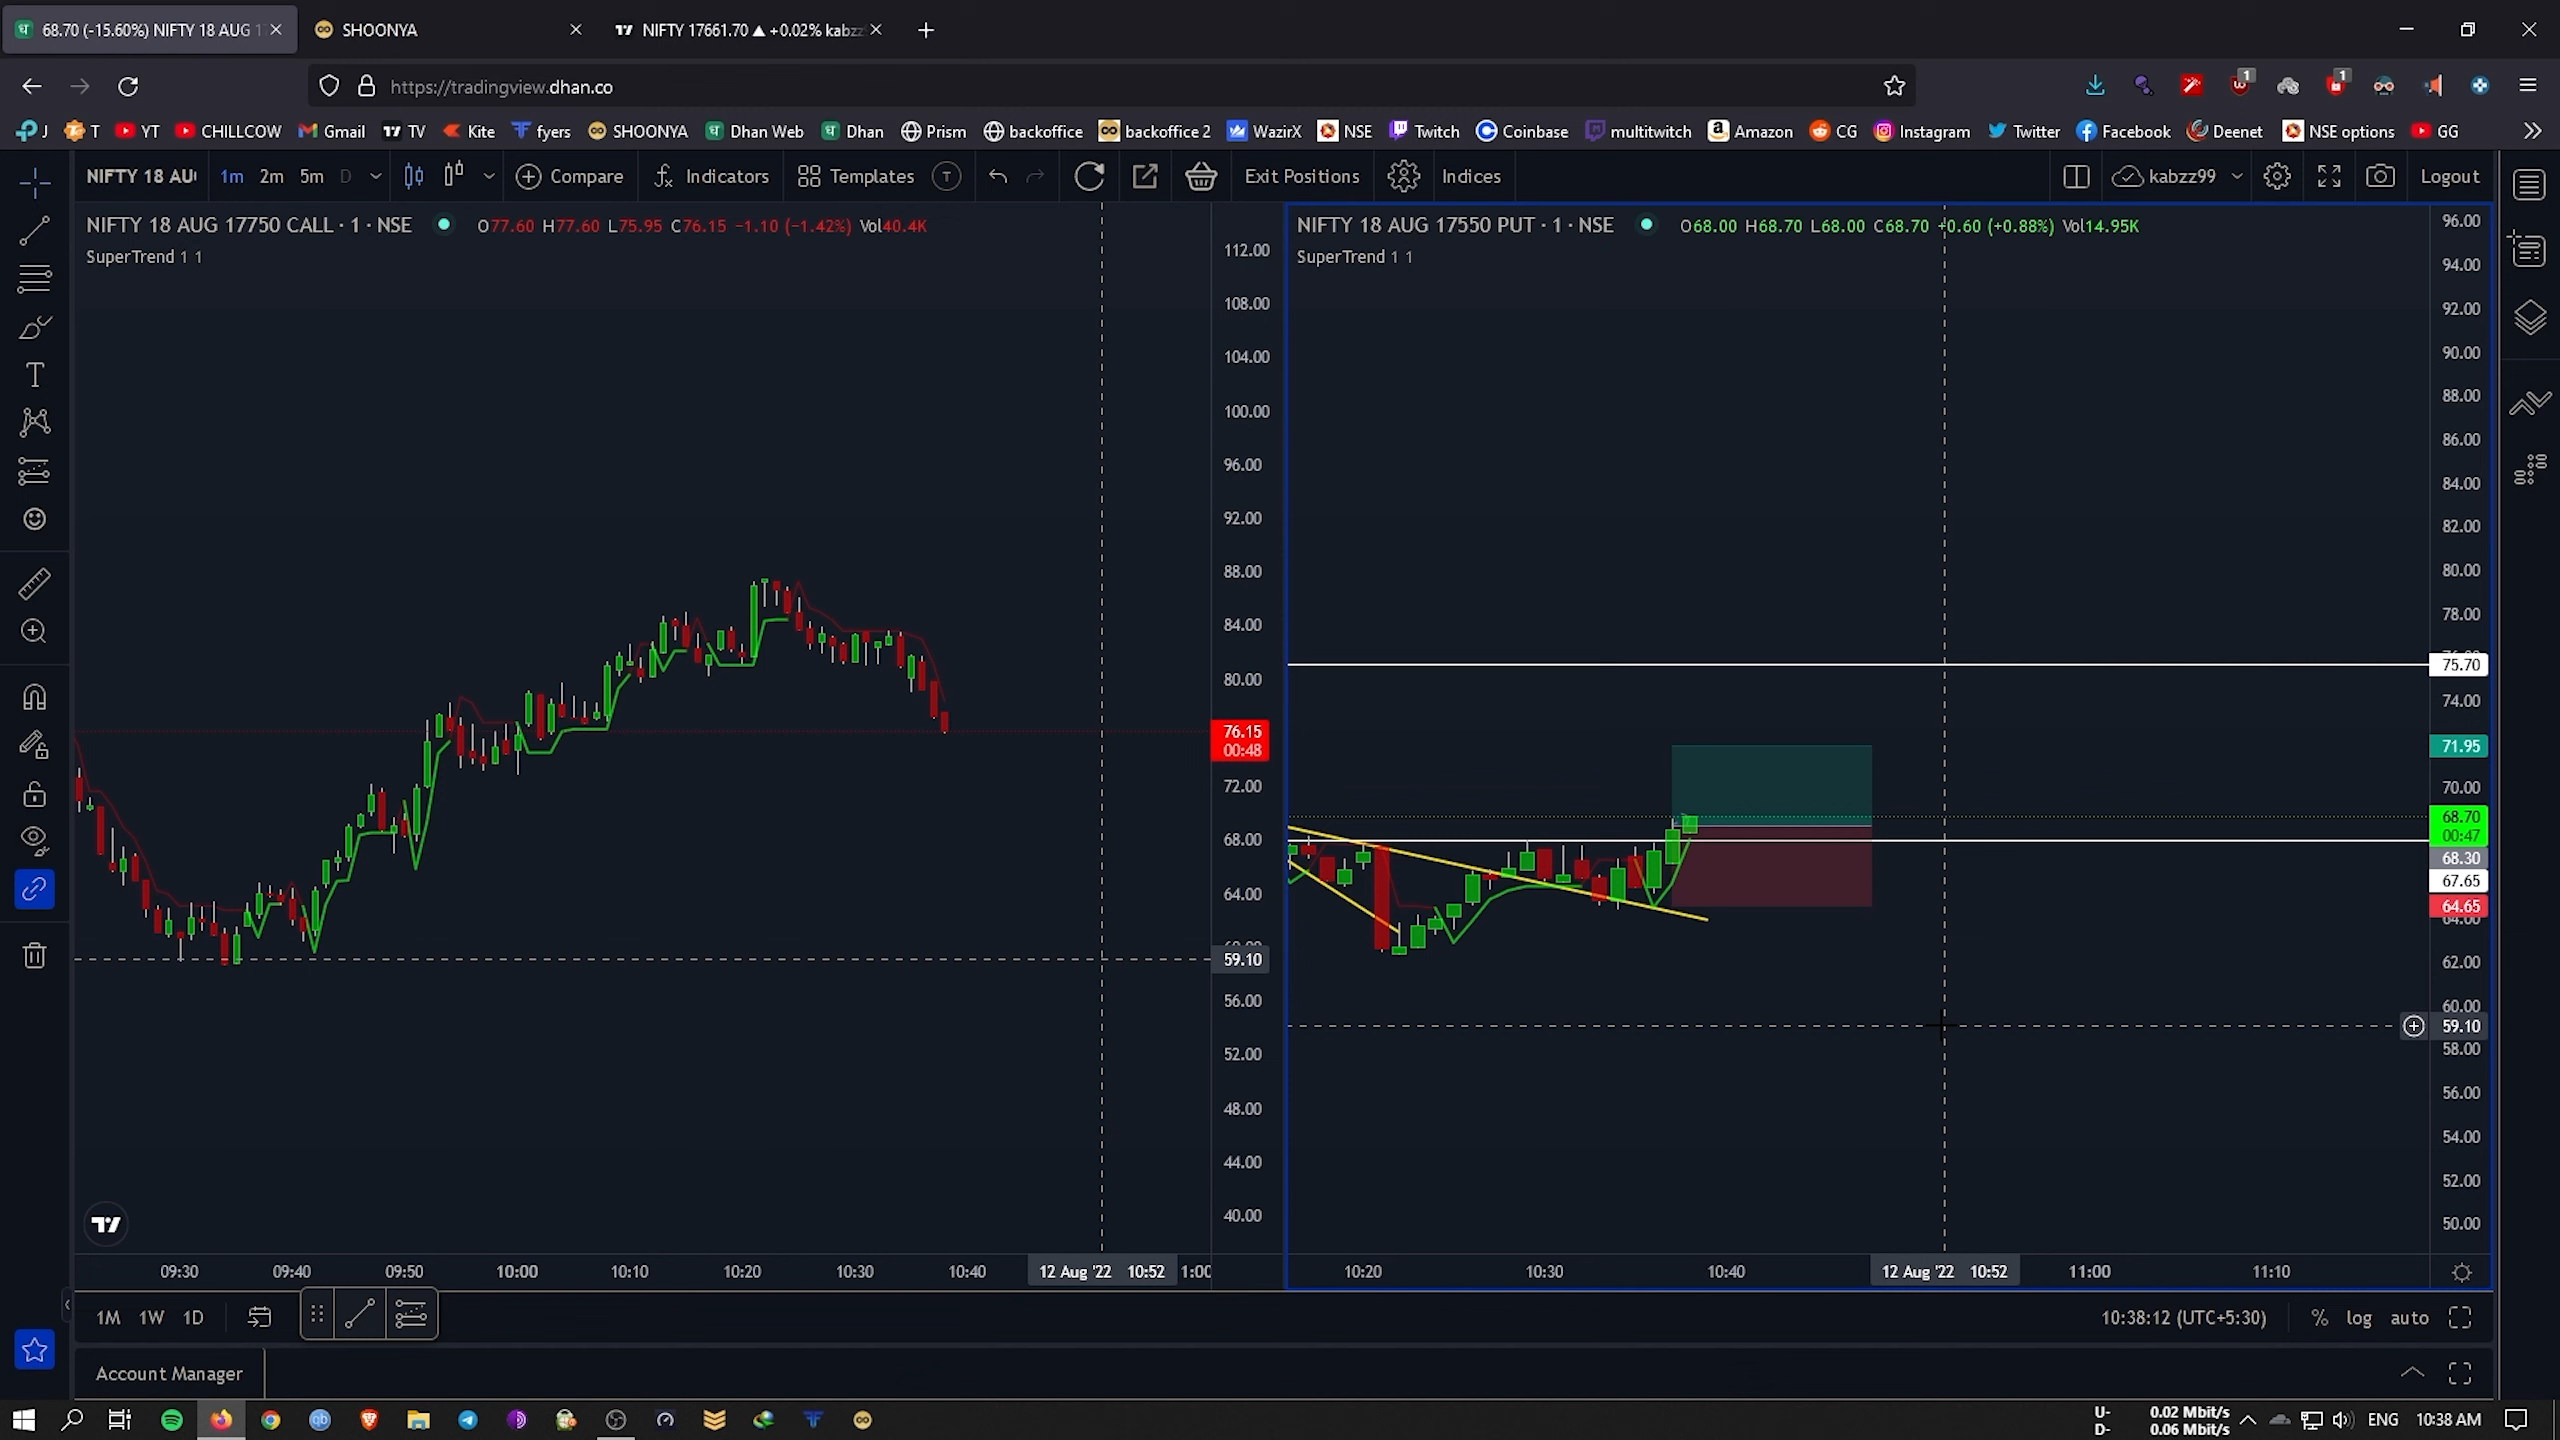 68.70 (-15.60%) NIFTY 18 AUG 1
SHOONYA
NIFTY 17661.70 ▲ +0.02% kabzz
https://tradingview.dhan.co
1
1
J
T
YT
CHILLCOW
Gmail
TV
Kite
fyers
SHOONYA
Dhan Web
Dhan
Prism
backoffice
backoffice 2
WazirX
NSE
Twitch
Coinbase
multitwitch
Amazon
CG
Instagram
Twitter
Facebook
Deenet
NSE options
GG
NIFTY 18 AU
1m
2m
5m
D
Compare
Indicators
Templates
T
Exit Positions
Indices
kabzz99
Logout
NIFTY 18 AUG 17750 CALL · 1 · NSE
O77.60 H77.60 L75.95 C76.15 −1.10 (−1.42%) Vol40.4K
SuperTrend 1 1
112.00
108.00
104.00
100.00
96.00
92.00
88.00
84.00
80.00
76.15
00:48
72.00
68.00
64.00
59.10
56.00
52.00
48.00
44.00
40.00
09:30
09:40
09:50
10:00
10:10
10:20
10:30
10:40
12 Aug '22 10:52
1:00
NIFTY 18 AUG 17550 PUT · 1 · NSE
O68.00 H68.70 L68.00 C68.70 +0.60 (+0.88%) Vol14.95K
SuperTrend 1 1
96.00
94.00
92.00
90.00
88.00
86.00
84.00
82.00
80.00
78.00
75.70
74.00
71.95
70.00
68.70
00:47
68.30
67.65
64.65
64.00
62.00
60.00
59.10
58.00
56.00
54.00
52.00
50.00
10:20
10:30
10:40
12 Aug '22 10:52
11:00
11:10
1M
1W
1D
10:38:12 (UTC+5:30)
%
log
auto
Account Manager
U- 0.02 Mbit/s
D- 0.06 Mbit/s
ENG
10:38 AM